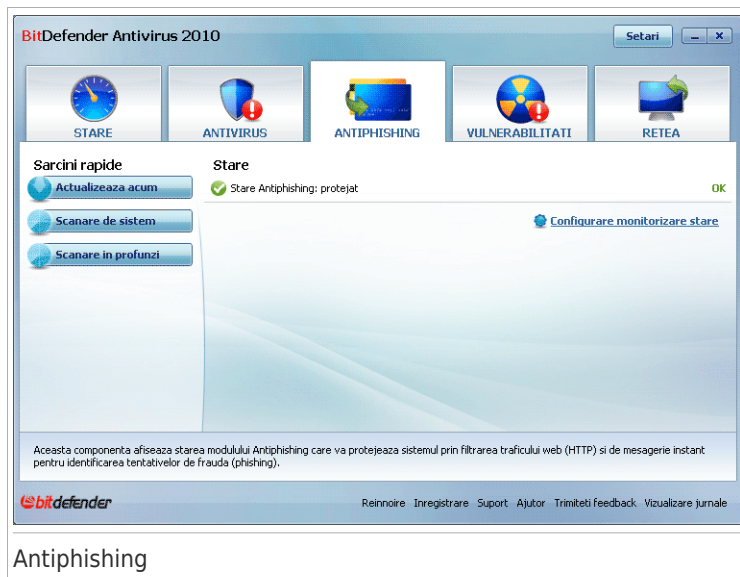 BitDefender Antivirus 2010
Setari
STARE
ANTIVIRUS
ANTIPHISHING
VULNERABILITATI
RETEA
Sarcini rapide
Actualizeaza acum
Scanare de sistem
Scanare in profunzi
Stare
Stare Antiphishing: protejat
OK
Configurare monitorizare stare
Aceasta componenta afiseaza starea modulului Antiphishing care va protejeaza sistemul prin filtrarea traficului web (HTTP) si de mesagerie instant
pentru identificarea tentativelor de frauda (phishing).
bitdefender
Reinnoire Inregistrare Suport Ajutor Trimiteti feedback Vizualizare jurnale
Antiphishing